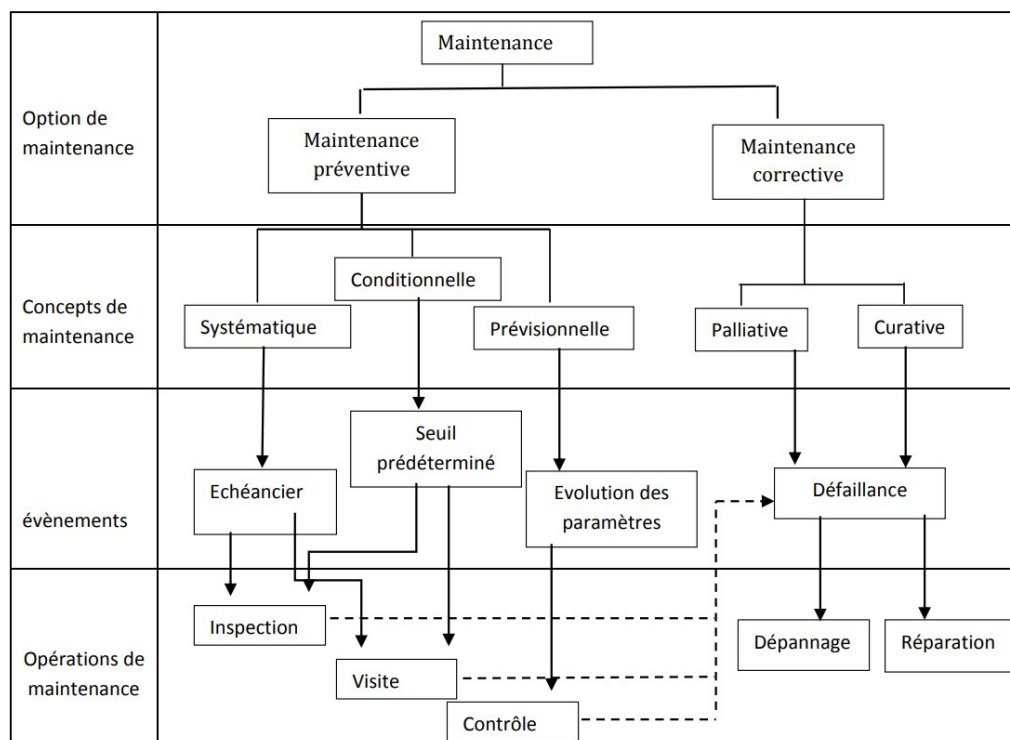 Maintenance
Option de
maintenance
Maintenance
préventive
Maintenance
corrective
Concepts de
maintenance
Conditionnelle
Systématique
Prévisionnelle
Palliative
Curative
évènements
Seuil
prédéterminé
Echéancier
Evolution des
paramètres
Défaillance
Opérations de
maintenance
Inspection
Visite
Contrôle
Dépannage
Réparation